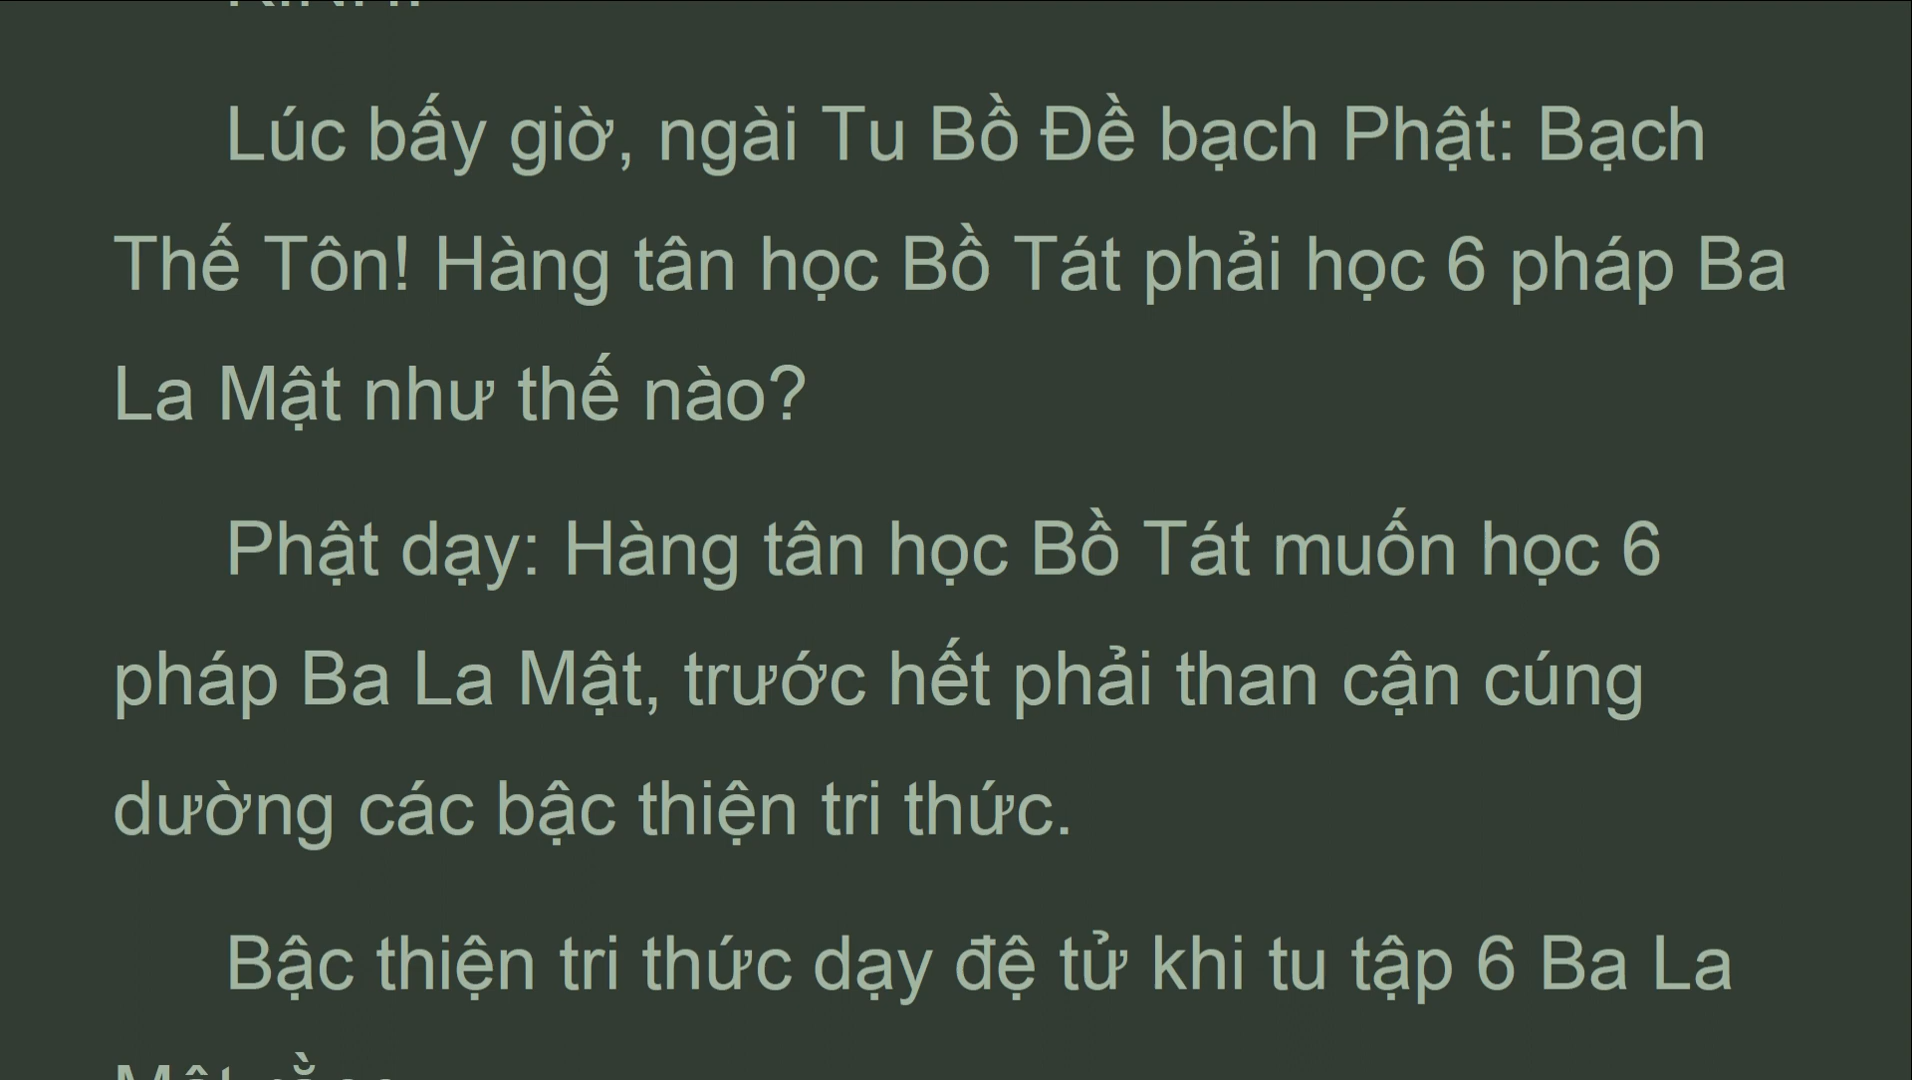 KINH:
Lúc bấy giờ, ngài Tu Bồ Đề bạch Phật: Bạch
Thế Tôn! Hàng tân học Bồ Tát phải học 6 pháp Ba
La Mật như thế nào?
Phật dạy: Hàng tân học Bồ Tát muốn học 6
pháp Ba La Mật, trước hết phải than cận cúng
dường các bậc thiện tri thức.
Bậc thiện tri thức dạy đệ tử khi tu tập 6 Ba La
Mật rằng